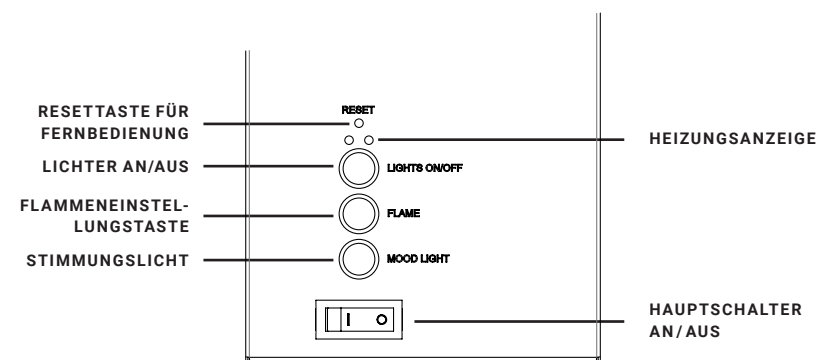 RESET
RESETTASTE FÜR
FERNBEDIENUNG
HEIZUNGSANZEIGE
LICHTER AN/AUS
LIGHTS ON/OFF
FLAMMENEINSTEL-
LUNGSTASTE
FLAME
STIMMUNGSLICHT
MOOD LIGHT
HAUPTSCHALTER
AN/AUS
I O